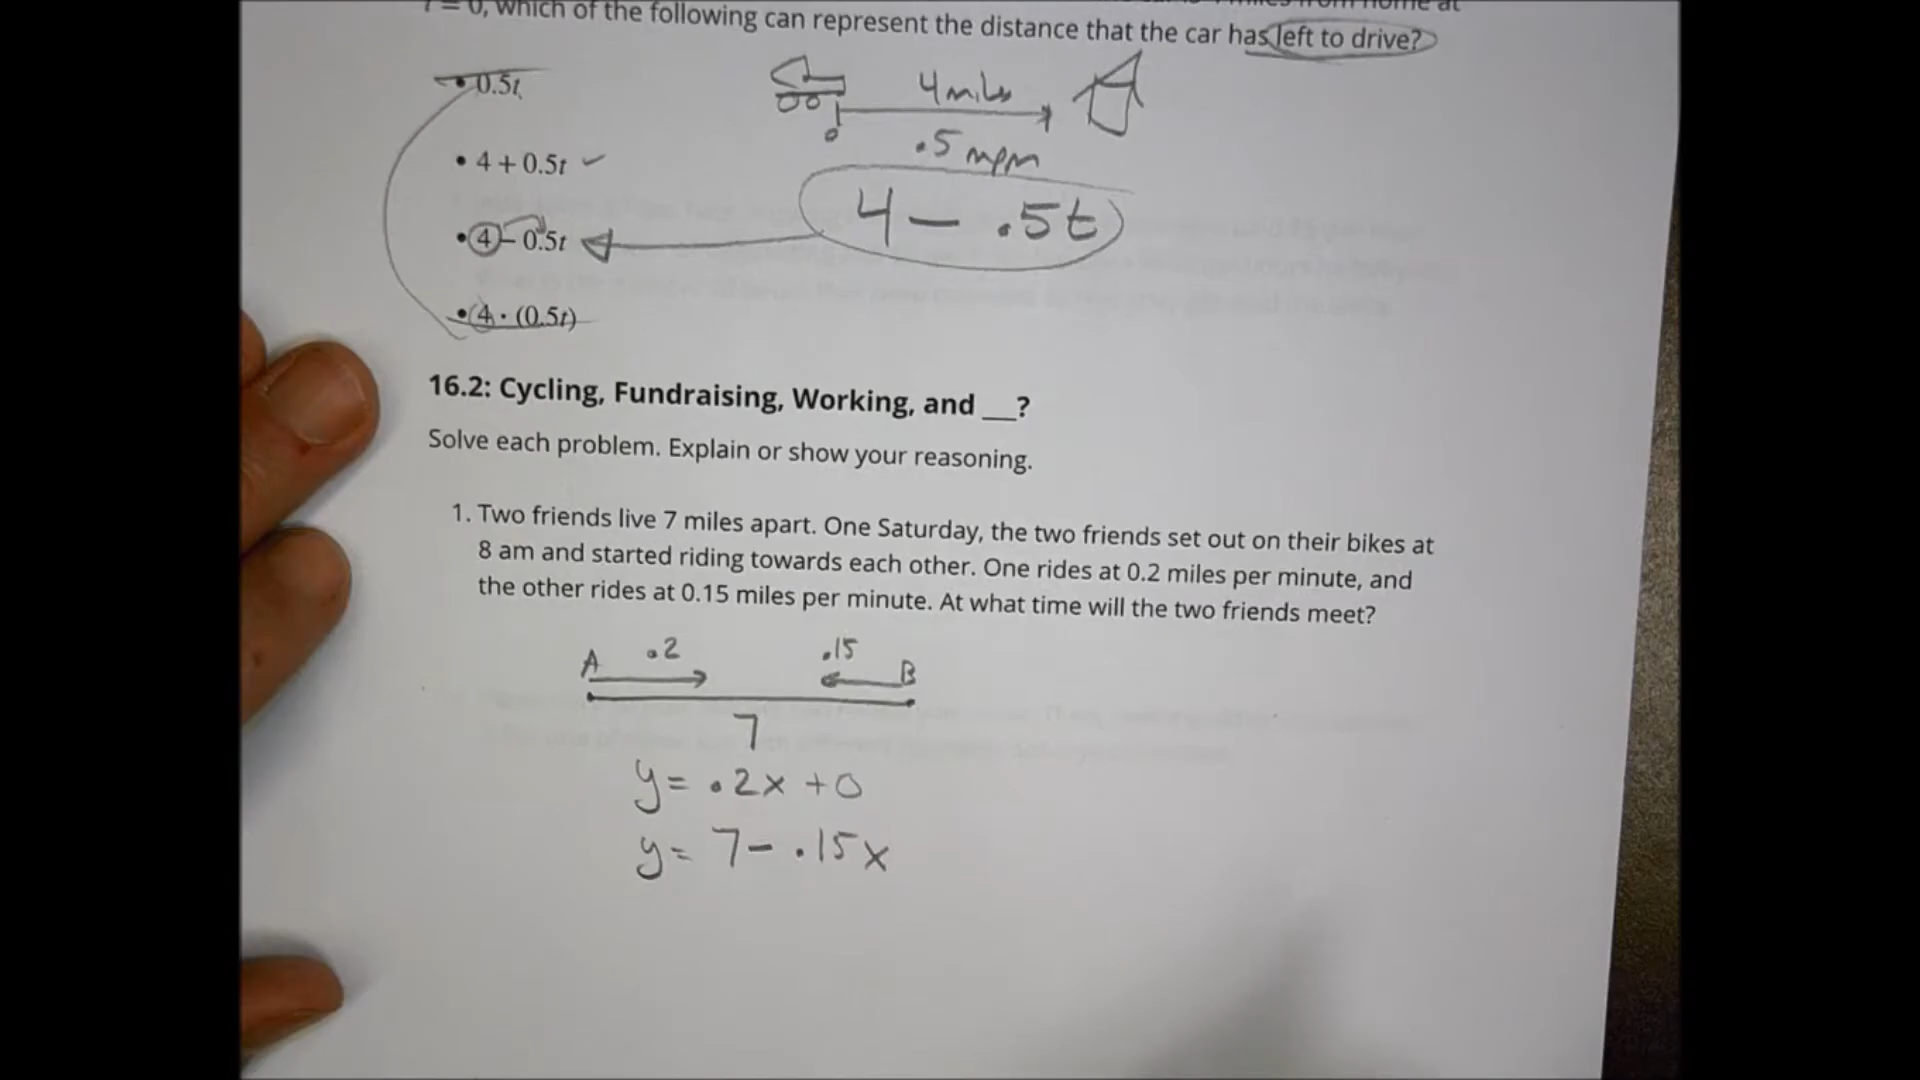 = 0, which of the following can represent the distance that the car has left to drive?
• 0.5t
4 miles
.5 mpm
• 4 + 0.5t
4 - .5t
• 4 - 0.5t
• 4 · (0.5t)
16.2: Cycling, Fundraising, Working, and __?
Solve each problem. Explain or show your reasoning.
1. Two friends live 7 miles apart. One Saturday, the two friends set out on their bikes at
8 am and started riding towards each other. One rides at 0.2 miles per minute, and
the other rides at 0.15 miles per minute. At what time will the two friends meet?
A .2 .15 B
7
y = .2x + 0
y = 7 - .15x